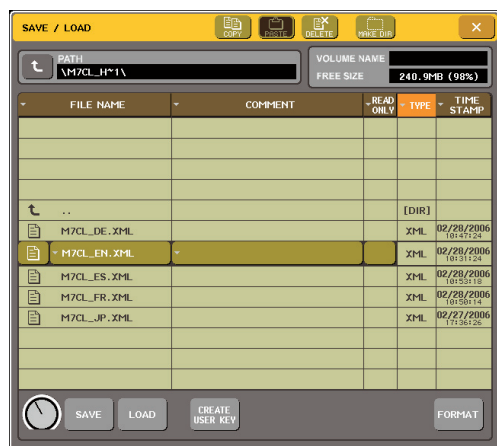 SAVE / LOAD
COPY
PASTE
DELETE
MAKE DIR
PATH
\M7CL_H~1\
VOLUME NAME
FREE SIZE 240.9MB (98%)
FILE NAME COMMENT READ ONLY TYPE TIME STAMP
.. [DIR]
M7CL_DE.XML XML 02/28/2006 10:47:24
M7CL_EN.XML XML 02/28/2006 10:31:24
M7CL_ES.XML XML 02/28/2006 10:53:18
M7CL_FR.XML XML 02/28/2006 10:50:14
M7CL_JP.XML XML 02/27/2006 17:36:26
SAVE
LOAD
CREATE
USER KEY
FORMAT